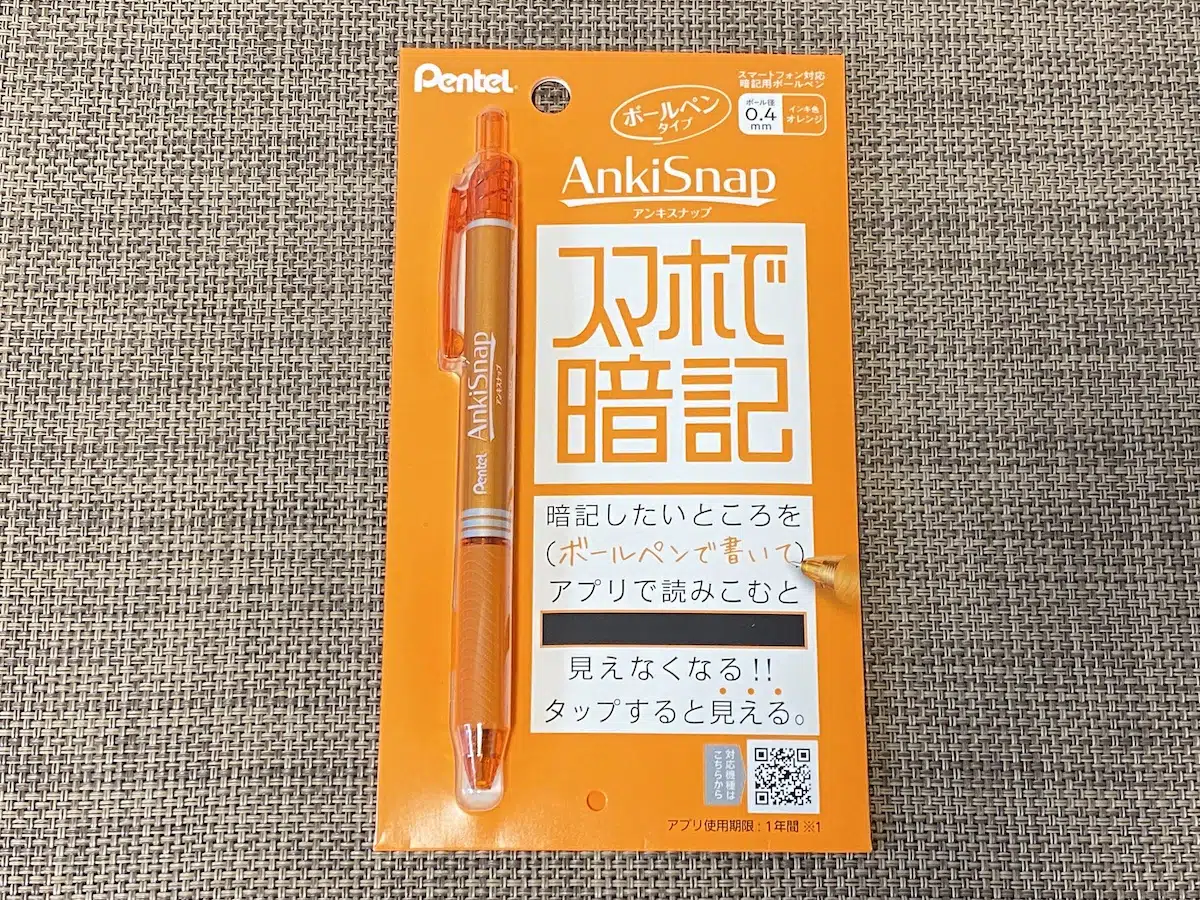 Pentel
ボールペン
タイプ
スマートフォン対応
暗記用ボールペン
ボール径
0.4
mm
インキ色
オレンジ
AnkiSnap
アンキスナップ
スマホで
暗記
暗記したいところを
(ボールペンで書いて)
アプリで読みこむと
見えなくなる!!
タップすると見える。
対応機種は
こちらから
アプリ使用期限:1年間 ※1
Pentel AnkiSnap
アンキスナップ